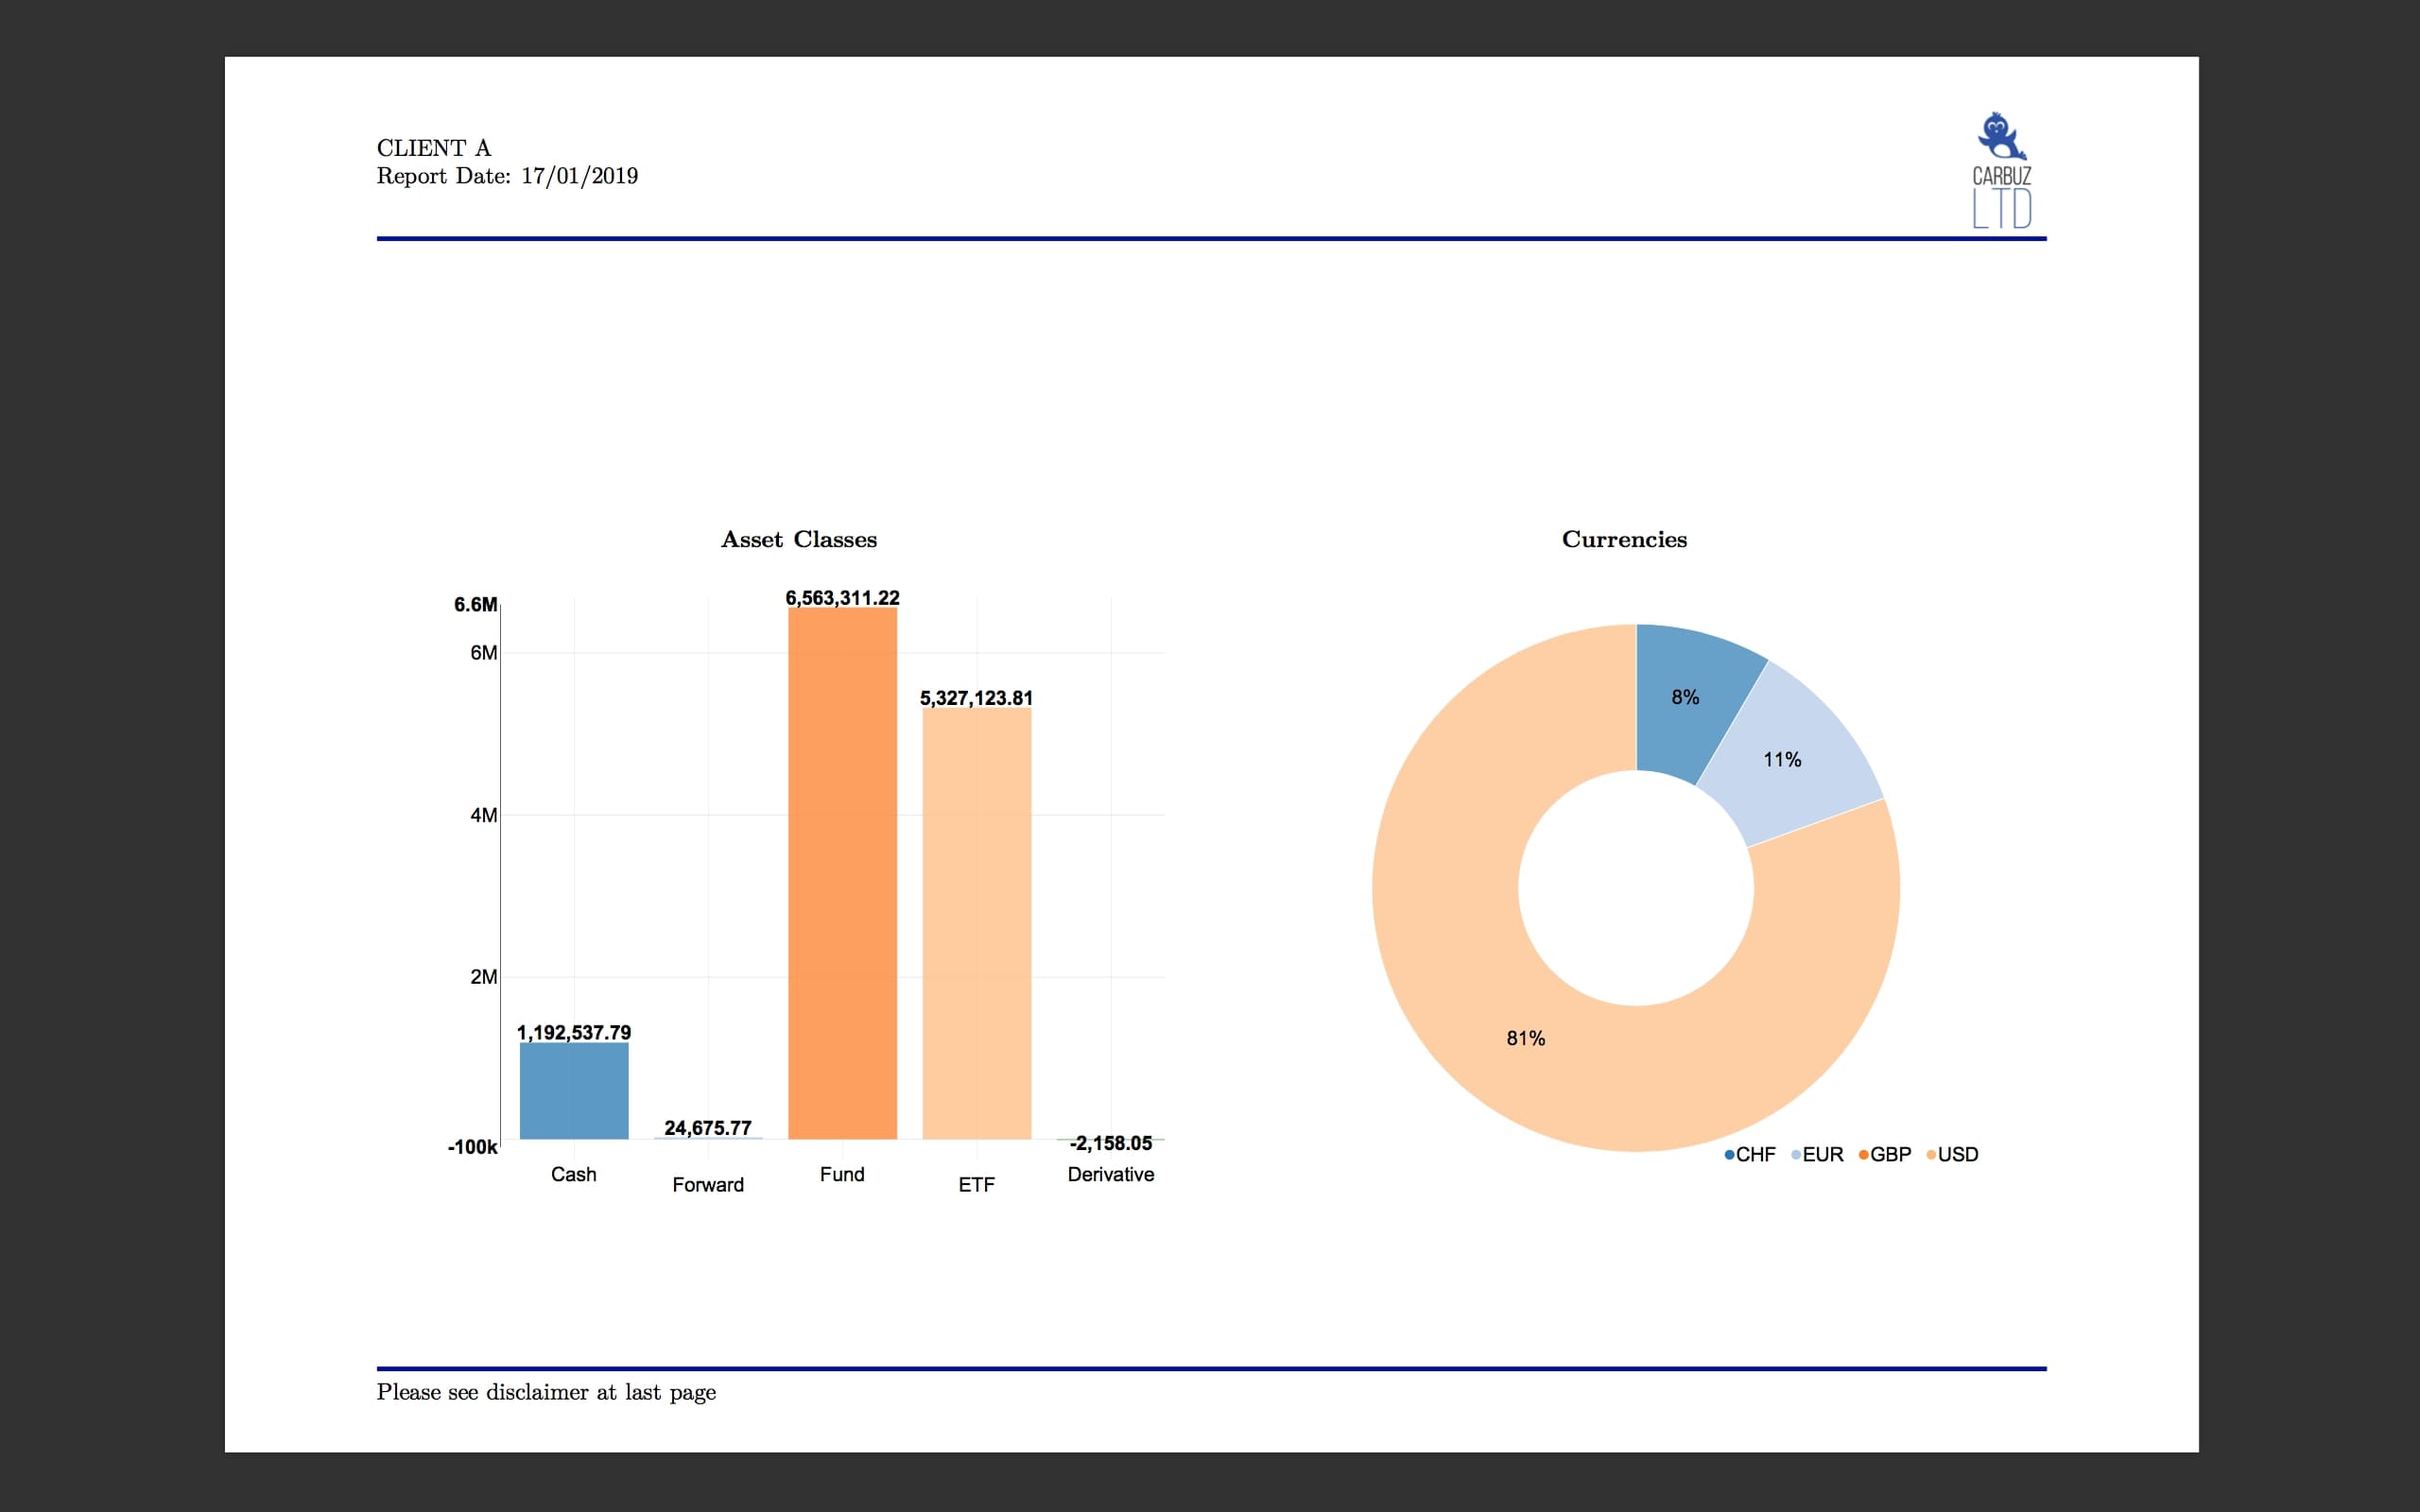 CLIENT A
Report Date: 17/01/2019
CARBUZ
LTD
Asset Classes
6.6M
6M
4M
2M
-100k
1,192,537.79
24,675.77
6,563,311.22
5,327,123.81
-2,158.05
Cash
Forward
Fund
ETF
Derivative
Currencies
8%
11%
81%
CHF EUR GBP USD
Please see disclaimer at last page